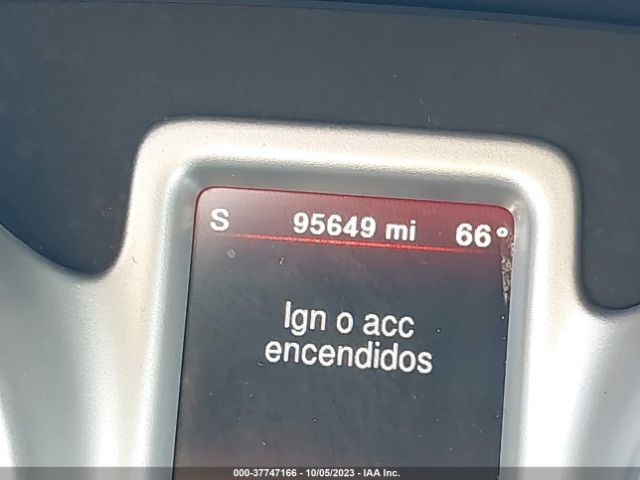 S 95649 mi 66°
Ign o acc
encendidos
000-37747166 - 10/05/2023 - IAA Inc.